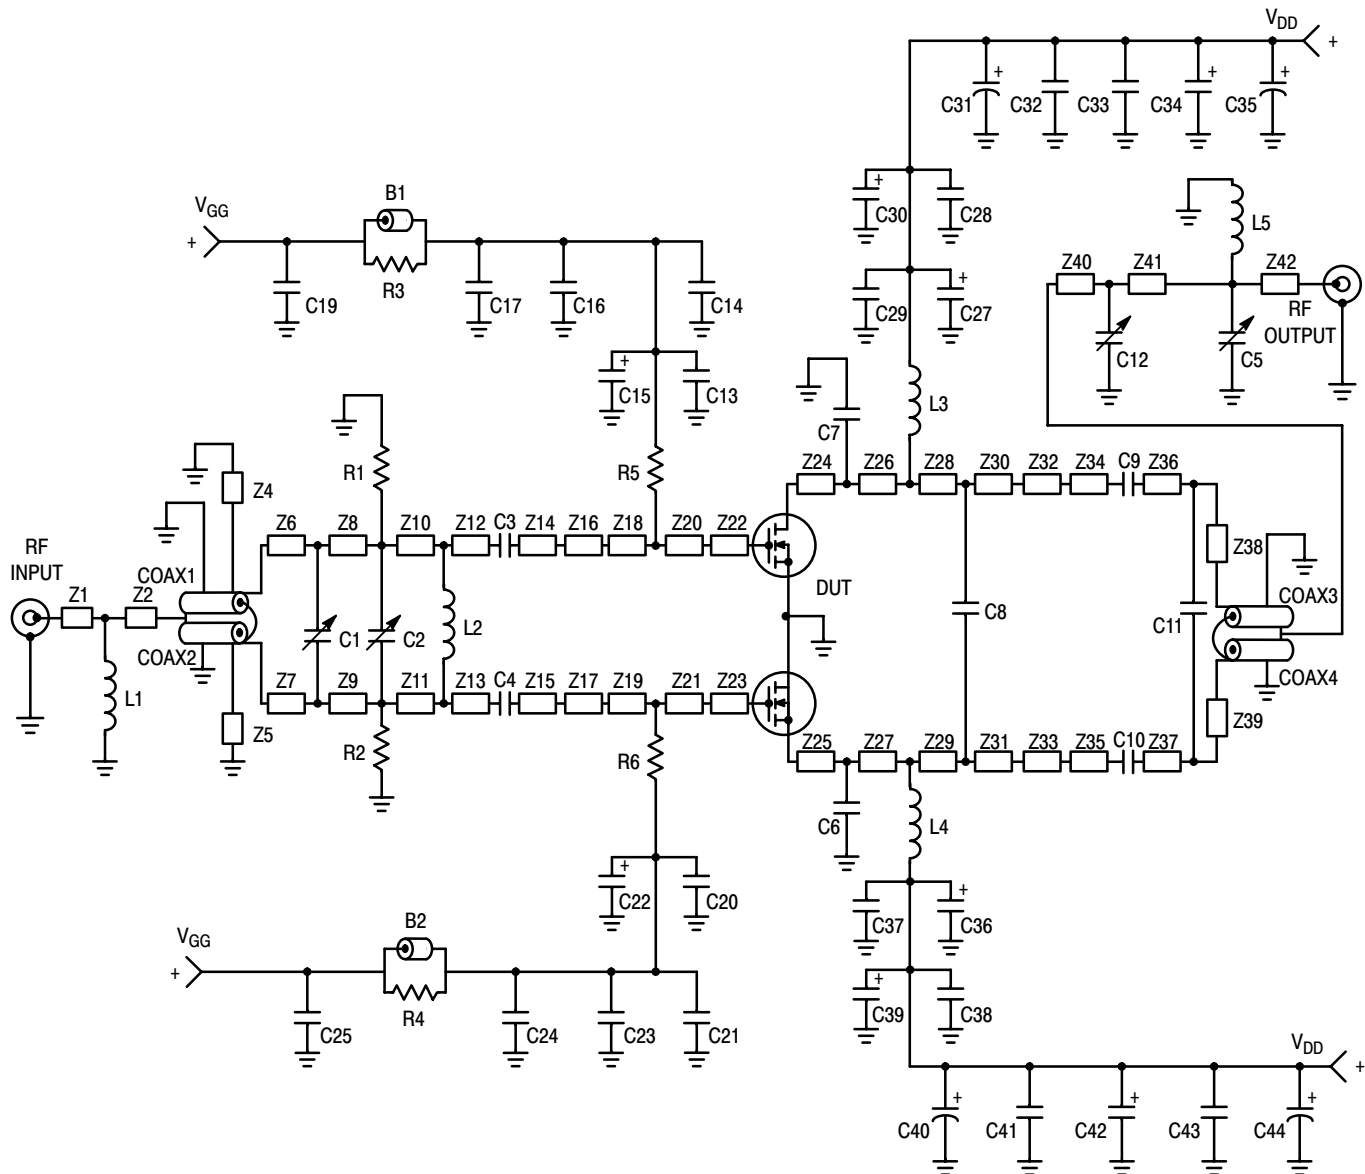 V_DD
+
+ + +
C31 C32 C33 C34 C35
B1
V_GG
+
+
C30 C28
L5
R3
C19 C17 C16 C14
+
C29 C27
Z40 Z41 Z42
RF
OUTPUT
C12 C5
+
C15 C13
L3
C7
R1
R5
Z4
Z24 Z26 Z28 Z30 Z32 Z34 C9 Z36
Z6 Z8 Z10 Z12 C3 Z14 Z16 Z18 Z20 Z22
Z38
RF
INPUT
COAX1
DUT
COAX3
Z1 Z2
C1 C2 L2
C8
C11
COAX2
COAX4
L1
Z7 Z9 Z11 Z13 C4 Z15 Z17 Z19 Z21 Z23
Z39
Z5
R2
R6
Z25 Z27 Z29 Z31 Z33 Z35 C10 Z37
C6
L4
+
C22 C20
+
C37 C36
B2
V_GG
+
R4
C25 C24 C23 C21
+
C39 C38
V_DD
+
+ + +
C40 C41 C42 C43 C44